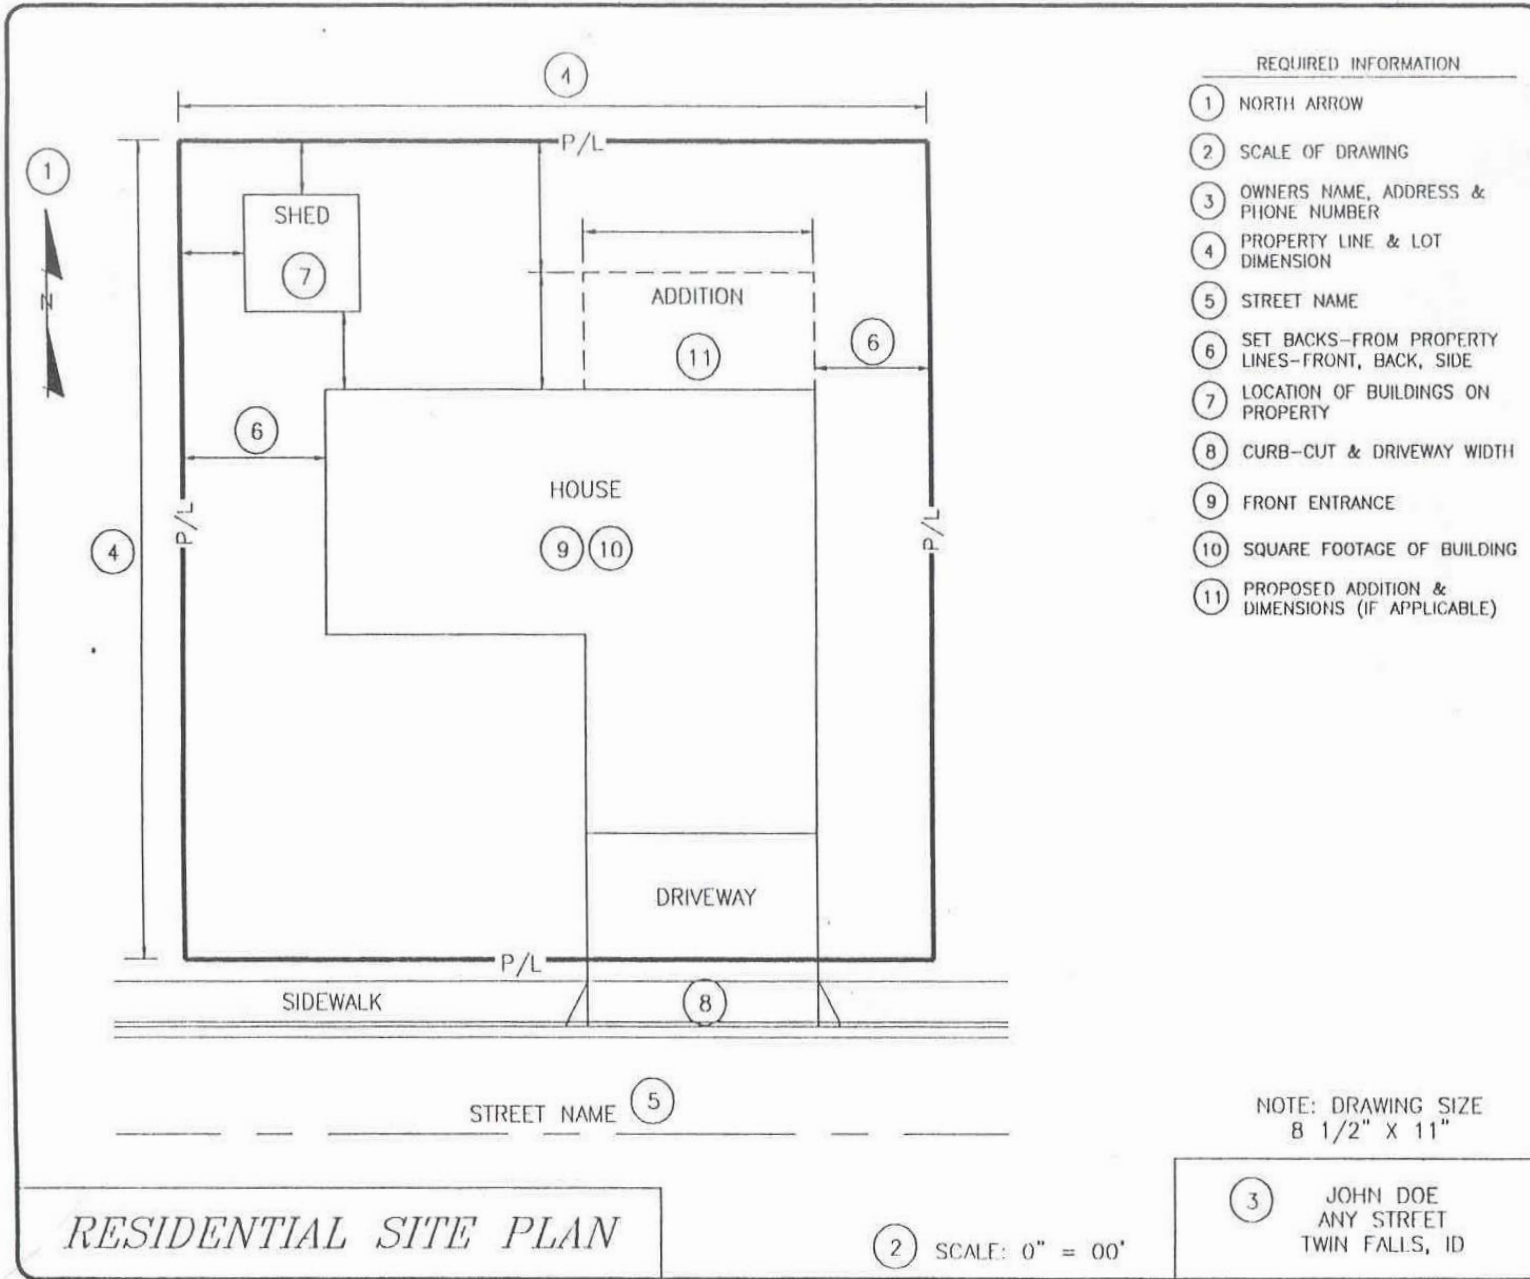 4
P/L
1
N
SHED
7
ADDITION
11
6
6
HOUSE
9 10
P/L
P/L
4
DRIVEWAY
P/L
SIDEWALK
8
STREET NAME 5
RESIDENTIAL SITE PLAN
2 SCALE: 0" = 00'
REQUIRED INFORMATION
1 NORTH ARROW
2 SCALE OF DRAWING
3 OWNERS NAME, ADDRESS &
PHONE NUMBER
4 PROPERTY LINE & LOT
DIMENSION
5 STREET NAME
6 SET BACKS-FROM PROPERTY
LINES-FRONT, BACK, SIDE
7 LOCATION OF BUILDINGS ON
PROPERTY
8 CURB-CUT & DRIVEWAY WIDTH
9 FRONT ENTRANCE
10 SQUARE FOOTAGE OF BUILDING
11 PROPOSED ADDITION &
DIMENSIONS (IF APPLICABLE)
NOTE: DRAWING SIZE
8 1/2" X 11"
3 JOHN DOE
ANY STREET
TWIN FALLS, ID